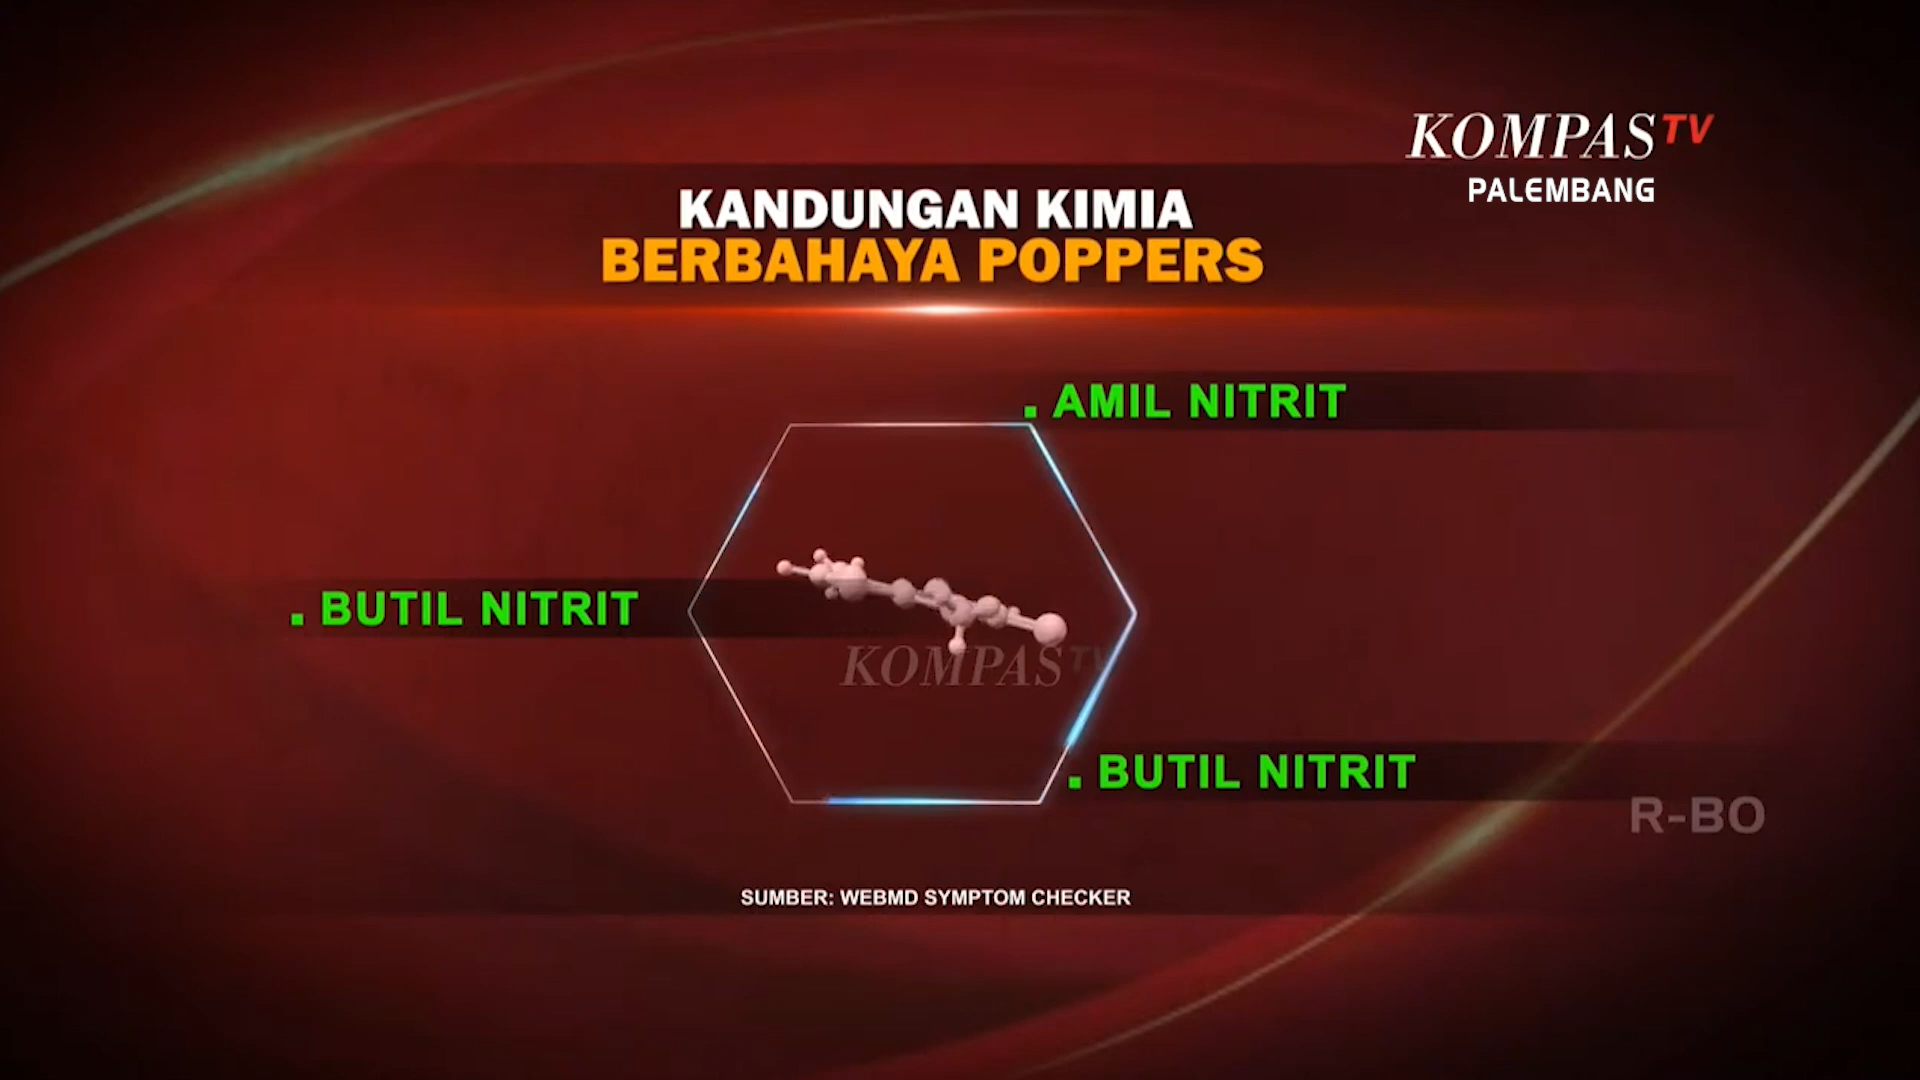 KOMPAS TV
PALEMBANG
KANDUNGAN KIMIA
BERBAHAYA POPPERS
. AMIL NITRIT
. BUTIL NITRIT
KOMPAS TV
. BUTIL NITRIT
R-BO
SUMBER: WEBMD SYMPTOM CHECKER